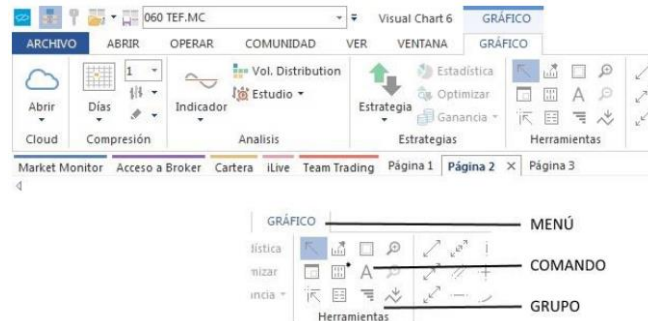 060 TEF.MC Visual Chart 6 GRÁFICO
ARCHIVO ABRIR OPERAR COMUNIDAD VER VENTANA GRÁFICO
1 Vol. Distribution Estadística
Estudio Optimizar A
Abrir Días Indicador Estrategia Ganancia
Cloud Compresión Analisis Estrategias Herramientas
Market Monitor Acceso a Broker Cartera iLive Team Trading Página 1 Página 2 × Página 3
GRÁFICO MENÚ
ística
mizar A COMANDO
ıncia GRUPO
Herramientas